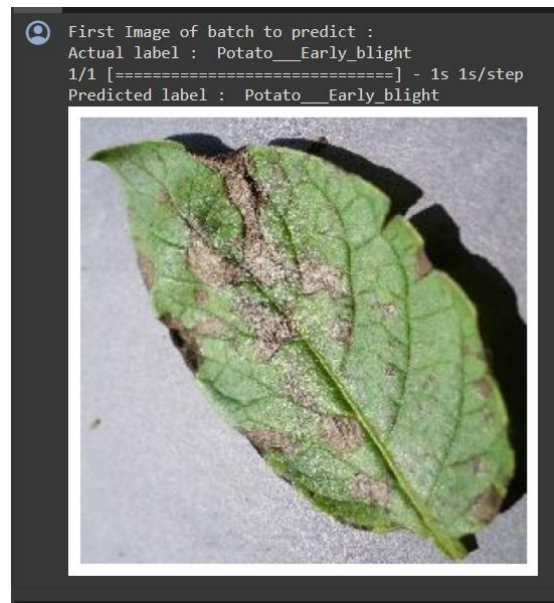 First Image of batch to predict :
Actual label :  Potato___Early_blight
1/1 [==============================] - 1s 1s/step
Predicted label :  Potato___Early_blight